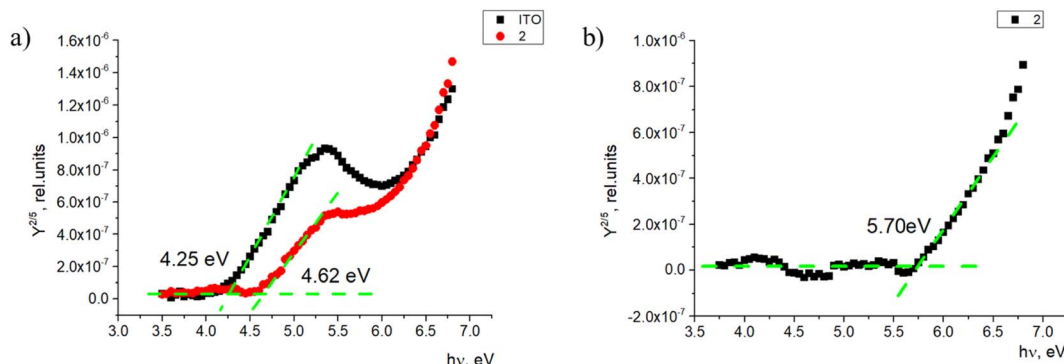 a)
ITO
2
1.6x10⁻⁶
1.4x10⁻⁶
1.2x10⁻⁶
1.0x10⁻⁶
8.0x10⁻⁷
6.0x10⁻⁷
4.0x10⁻⁷
2.0x10⁻⁷
0.0
Y²ᐟ⁵, rel.units
4.25 eV
4.62 eV
3.0 3.5 4.0 4.5 5.0 5.5 6.0 6.5 7.0
hν, eV
b)
2
1.0x10⁻⁶
8.0x10⁻⁷
6.0x10⁻⁷
4.0x10⁻⁷
2.0x10⁻⁷
0.0
-2.0x10⁻⁷
Y²ᐟ⁵, rel.units
5.70eV
3.5 4.0 4.5 5.0 5.5 6.0 6.5 7.0
hν, eV